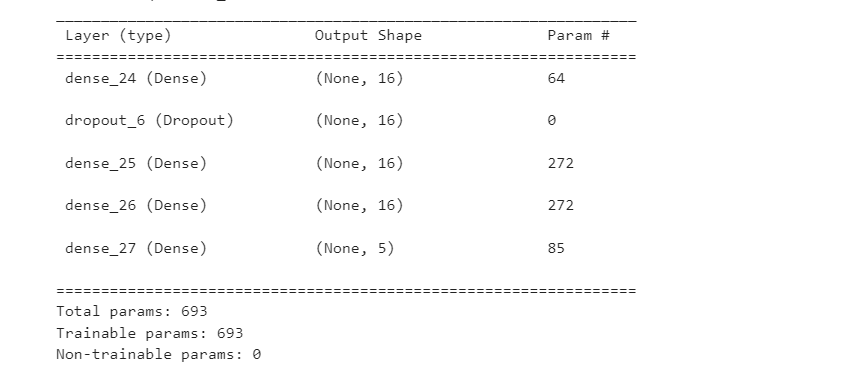 Layer (type) Output Shape Param #
=================================================================
dense_24 (Dense) (None, 16) 64
dropout_6 (Dropout) (None, 16) 0
dense_25 (Dense) (None, 16) 272
dense_26 (Dense) (None, 16) 272
dense_27 (Dense) (None, 5) 85
=================================================================
Total params: 693
Trainable params: 693
Non-trainable params: 0